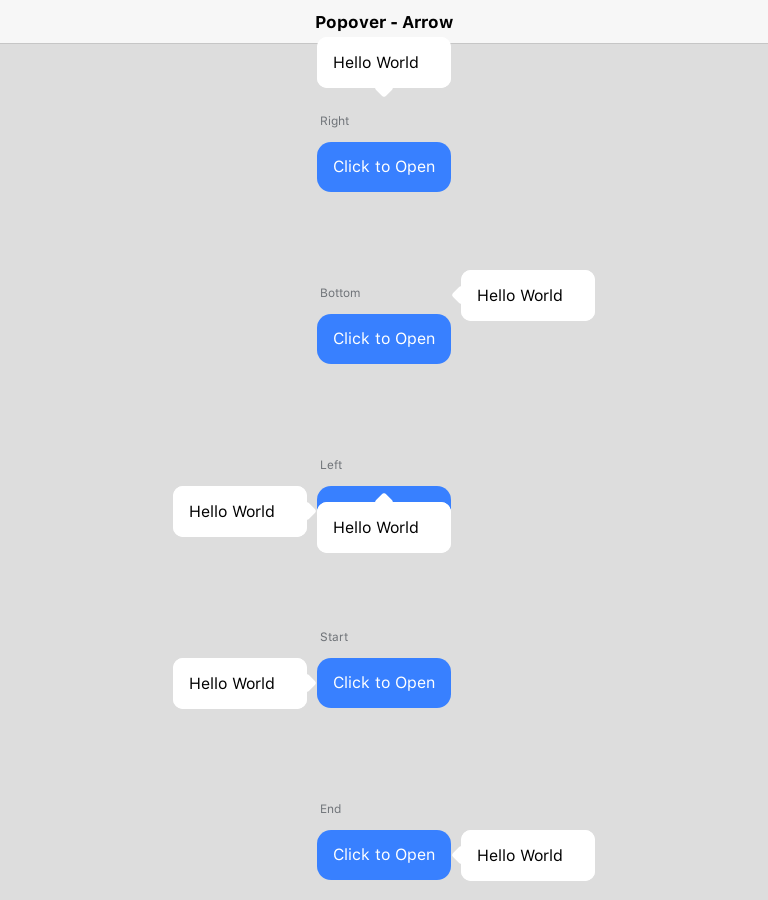 Popover - Arrow
Hello World
Right
Click to Open
Bottom
Hello World
Click to Open
Left
Hello World
Hello World
Start
Hello World
Click to Open
End
Click to Open
Hello World